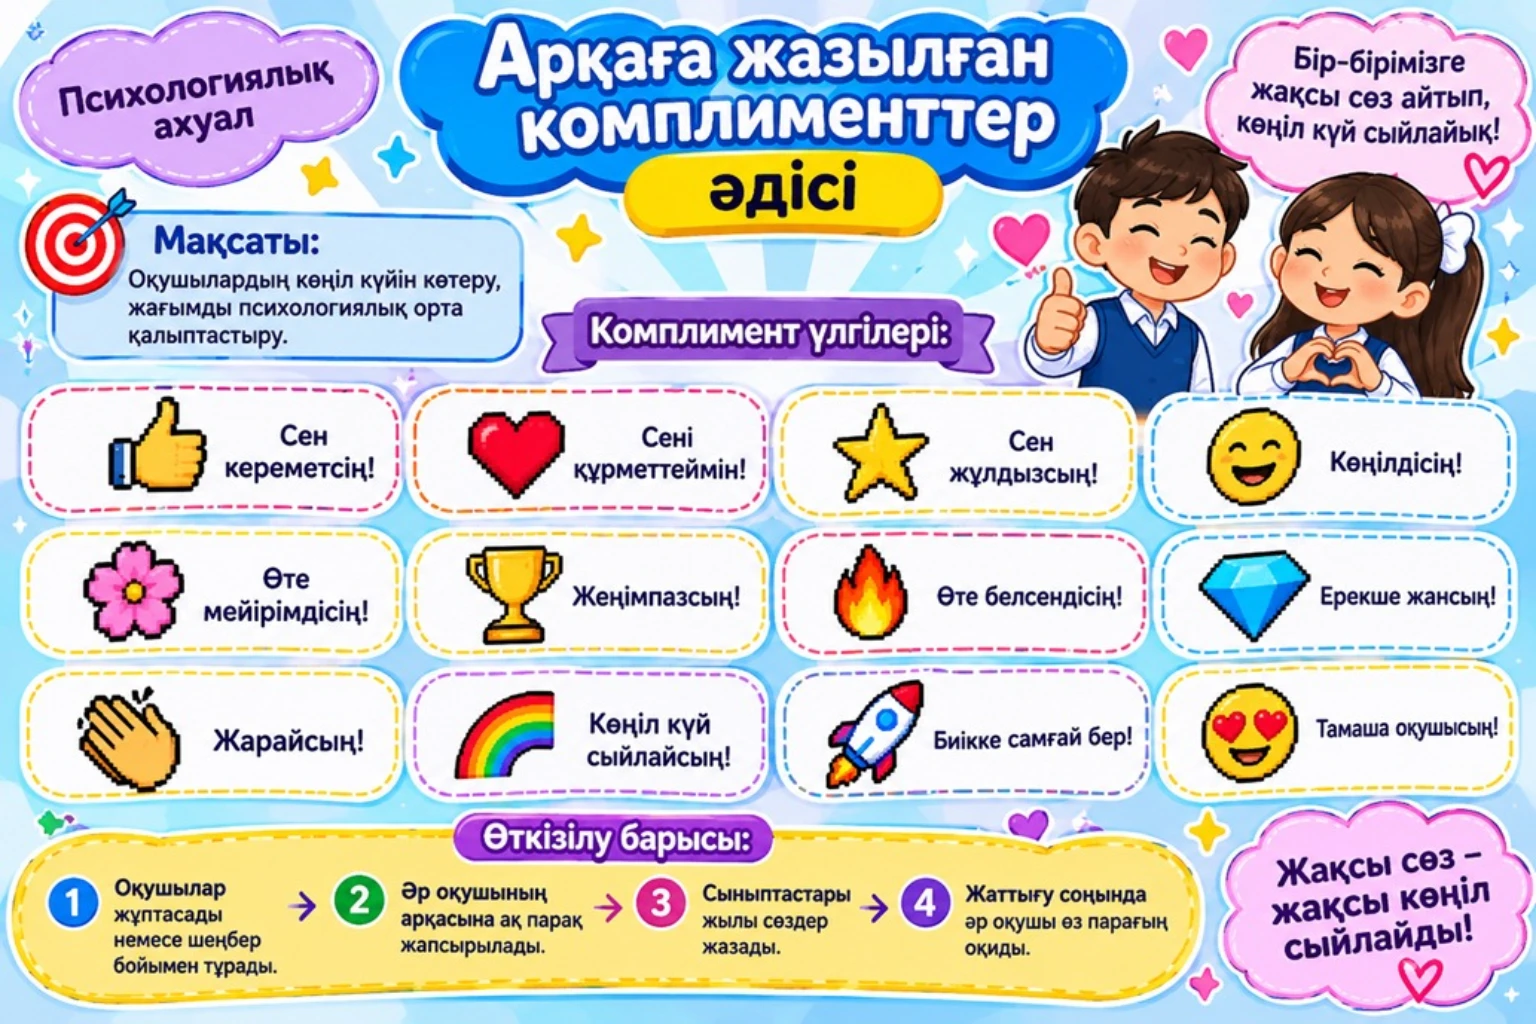 Психологиялық
ахуал
Арқаға жазылған
комплименттер
әдісі
Бір-бірімізге
жақсы сөз айтып,
көңіл күй сыйлайық!
Мақсаты:
Оқушылардың көңіл күйін көтеру,
жағымды психологиялық орта
қалыптастыру.
Комплимент үлгілері:
Сен
кереметсің!
Сені
құрметтеймін!
Сен
жұлдызсың!
Көңілдісің!
Өте
мейірімдісің!
Жеңімпазсың!
Өте белсендісің!
Ерекше жансың!
Жарайсың!
Көңіл күй
сыйлайсың!
Биікке самғай бер!
Тамаша оқушысың!
Өткізілу барысы:
1
Оқушылар
жұптасады
немесе шеңбер
бойымен тұрады.
2
Әр оқушының
арқасына ақ парақ
жапсырылады.
3
Сыныптастары
жылы сөздер
жазады.
4
Жаттығу соңында
әр оқушы өз парағын
оқиды.
Жақсы сөз –
жақсы көңіл
сыйлайды!